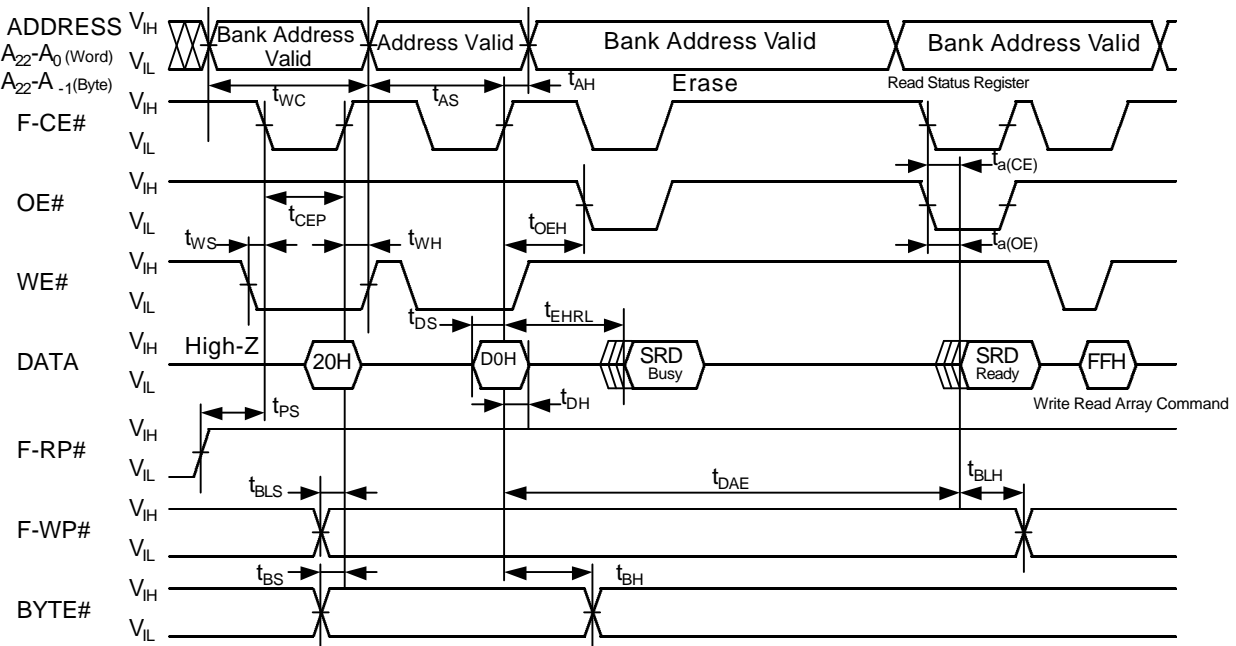 ADDRESS VIH Bank Address Valid Address Valid Bank Address Valid Bank Address Valid
A22-A0 (Word) VIL
A22-A -1(Byte)
tWC tAS tAH Erase Read Status Register
F-CE# VIH
VIL
ta(CE)
OE# VIH
VIL
tCEP tOEH
tWS tWH ta(OE)
WE# VIH
VIL
tDS tEHRL
DATA VIH High-Z 20H D0H SRD Busy SRD Ready FFH
VIL
tPS tDH Write Read Array Command
F-RP# VIH
VIL
tBLS tDAE tBLH
F-WP# VIH
VIL
tBS tBH
BYTE# VIH
VIL